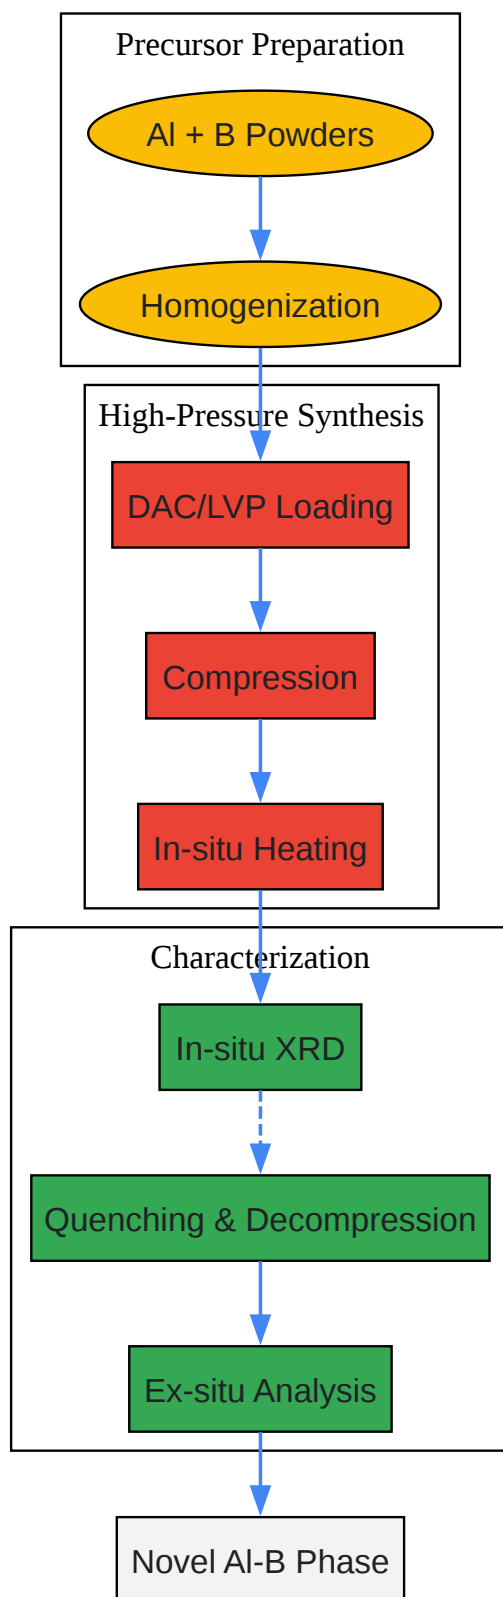 Precursor Preparation
Al + B Powders
Homogenization
High-Pressure Synthesis
DAC/LVP Loading
Compression
In-situ Heating
Characterization
In-situ XRD
Quenching & Decompression
Ex-situ Analysis
Novel Al-B Phase